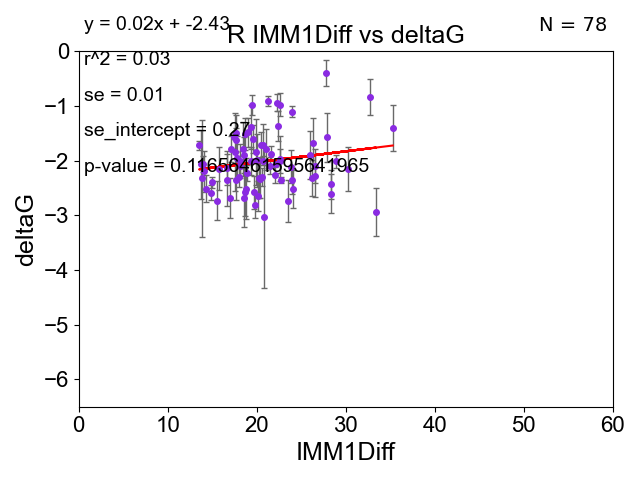 y = 0.02x + -2.43
N = 78
R IMM1Diff vs deltaG
r^2 = 0.03
se = 0.01
se_intercept = 0.27
p-value = 0.11656461595641965
deltaG
0
−1
−2
−3
−4
−5
−6
0 10 20 30 40 50 60
IMM1Diff